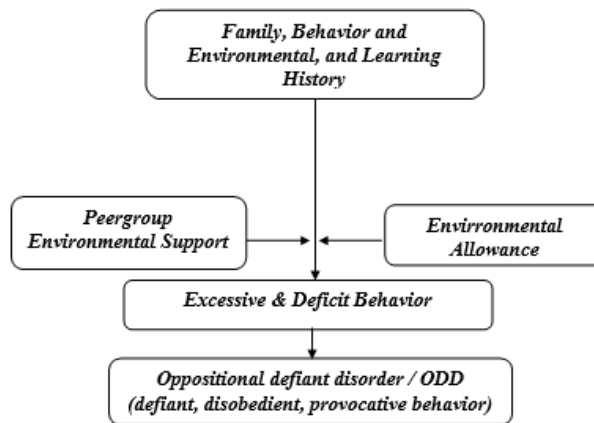 Family, Behavior and
Environmental, and Learning
History
Peergroup
Environmental Support
Envirronmental
Allowance
Excessive & Deficit Behavior
Oppositional defiant disorder / ODD
(defiant, disobedient, provocative behavior)